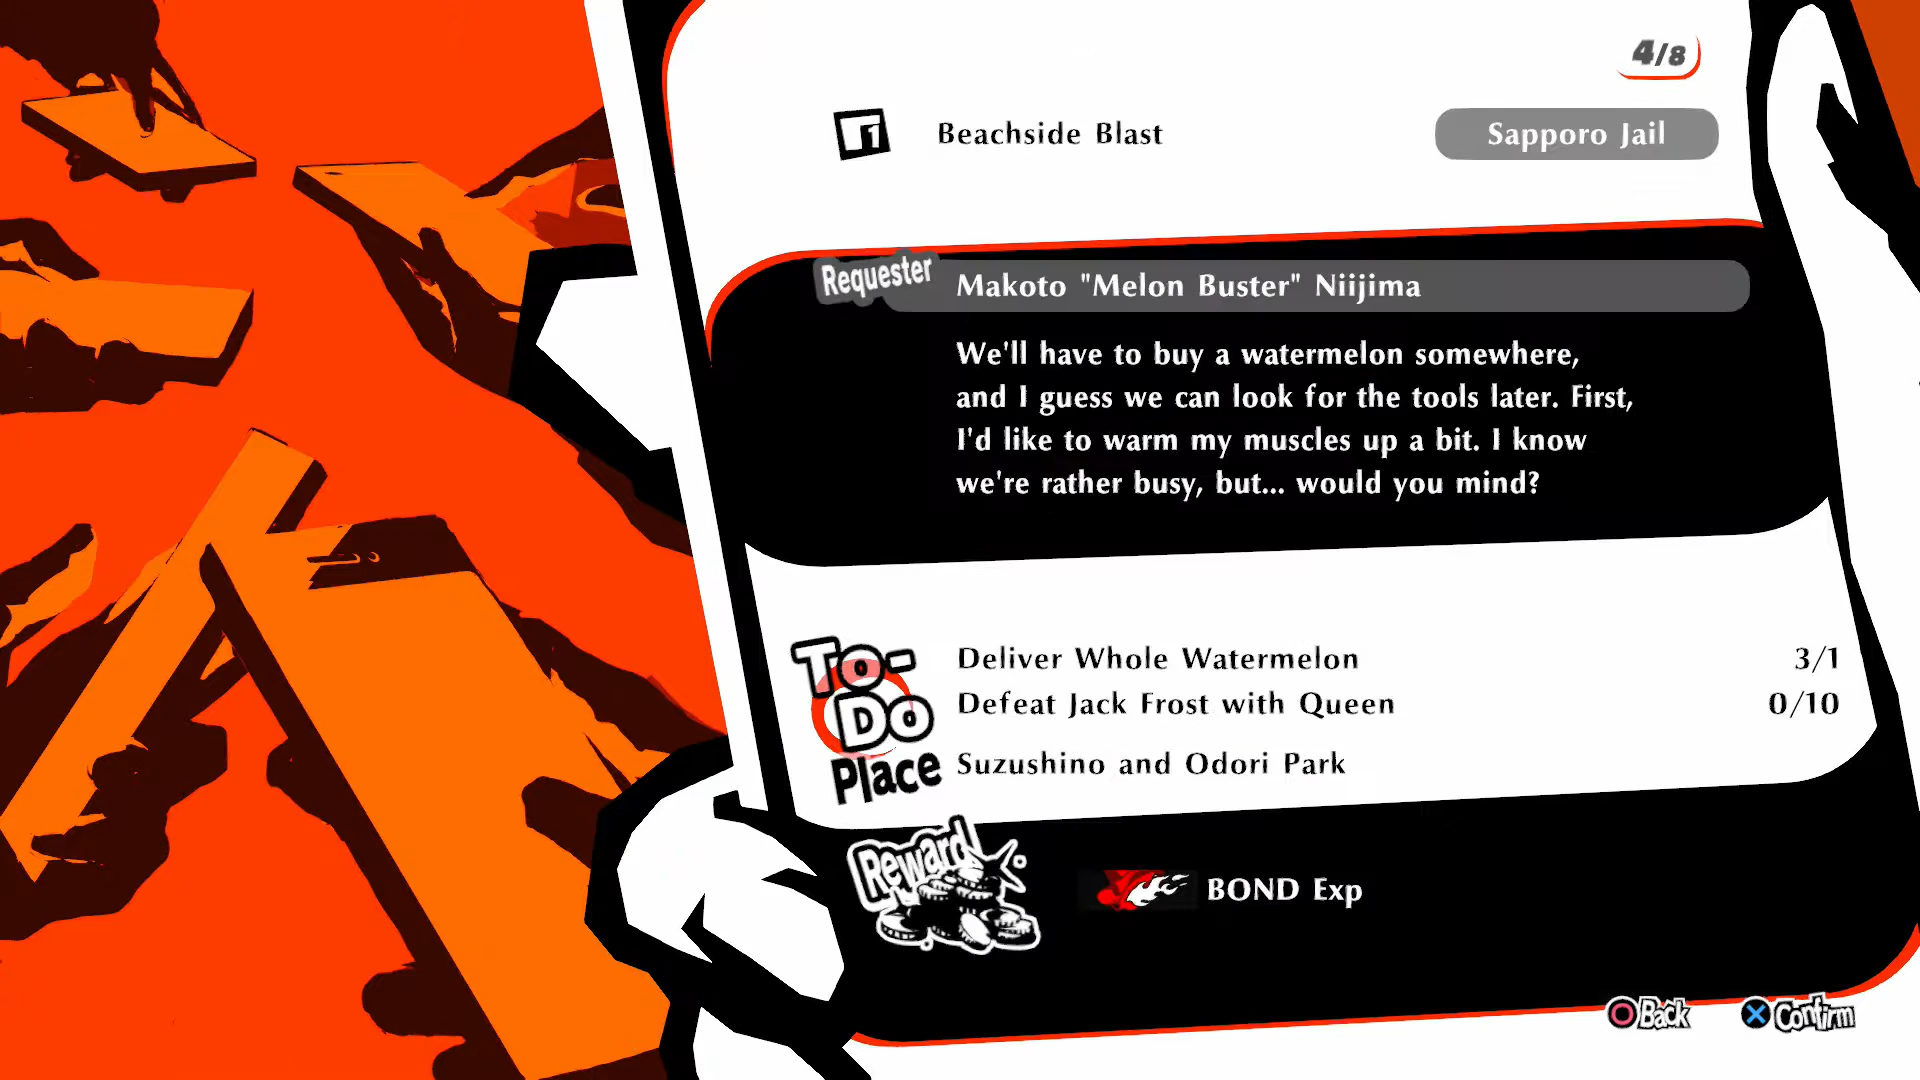 4/8
Beachside Blast
Sapporo Jail
Requester
Makoto "Melon Buster" Niijima
We'll have to buy a watermelon somewhere,
and I guess we can look for the tools later. First,
I'd like to warm my muscles up a bit. I know
we're rather busy, but... would you mind?
To-Do
Deliver Whole Watermelon 3/1
Defeat Jack Frost with Queen 0/10
Place
Suzushino and Odori Park
Reward
BOND Exp
Back
Confirm